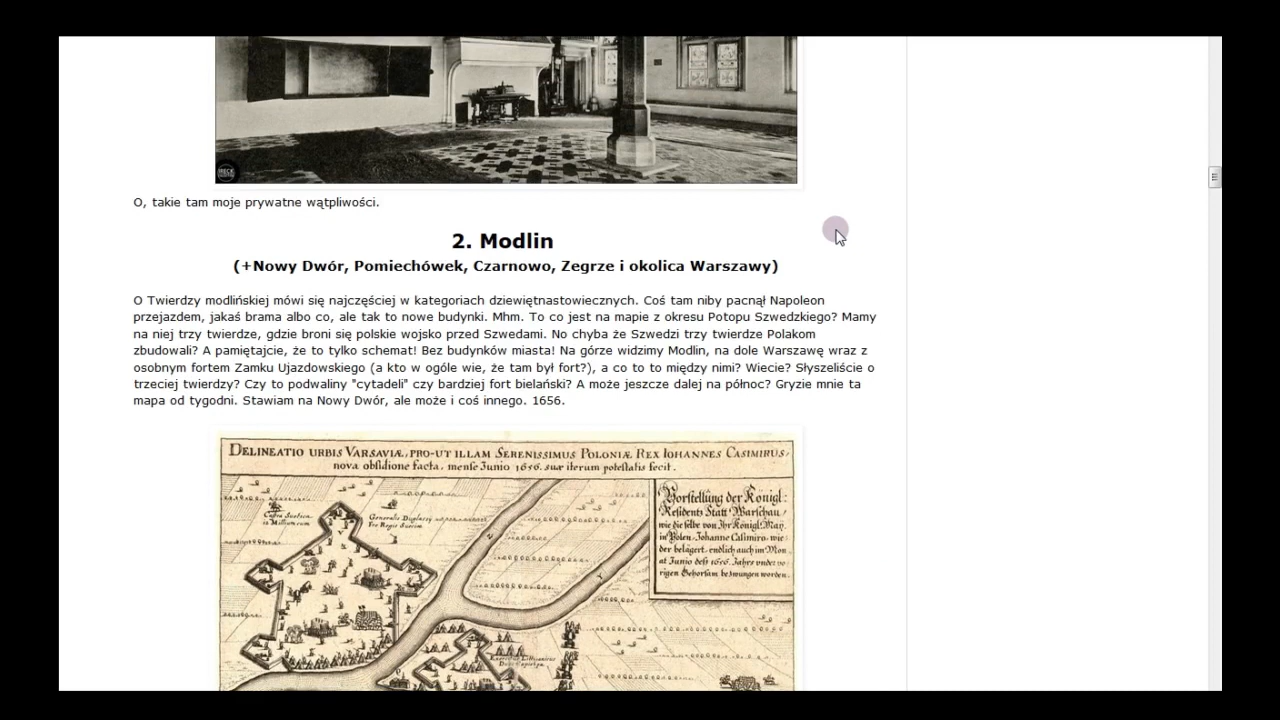 O, takie tam moje prywatne wątpliwości.
2. Modlin
(+Nowy Dwór, Pomiechówek, Czarnowo, Zegrze i okolica Warszawy)
O Twierdzy modlińskiej mówi się najczęściej w kategoriach dziewiętnastowiecznych. Coś tam niby pacnął Napoleon
przejazdem, jakaś brama albo co, ale tak to nowe budynki. Mhm. To co jest na mapie z okresu Potopu Szwedzkiego? Mamy
na niej trzy twierdze, gdzie broni się polskie wojsko przed Szwedami. No chyba że Szwedzi trzy twierdze Polakom
zbudowali? A pamiętajcie, że to tylko schemat! Bez budynków miasta! Na górze widzimy Modlin, na dole Warszawę wraz z
osobnym fortem Zamku Ujazdowskiego (a kto w ogóle wie, że tam był fort?), a co to to między nimi? Wiecie? Słyszeliście o
trzeciej twierdzy? Czy to podwaliny "cytadeli" czy bardziej fort bielański? A może jeszcze dalej na północ? Gryzie mnie ta
mapa od tygodni. Stawiam na Nowy Dwór, ale może i coś innego. 1656.
DELINEATIO URBIS VARSAVIÆ, PRO-UT ILLAM SERENISSIMUS POLONIÆ REX IOHANNES CASIMIRUS,
nova obsidione facta, mense Junio 1656. suæ iterum potestatis fecit.
Vorstellung der Königl:
Residents Statt Warschau,
wie die selbe von Ihr Königl: May.
in Polen, Johanne Casimiro, wie
der belägert, endlich auch im Mon
at Junio deß 1656. Jahrs
Gehorsam bezwungen worden.